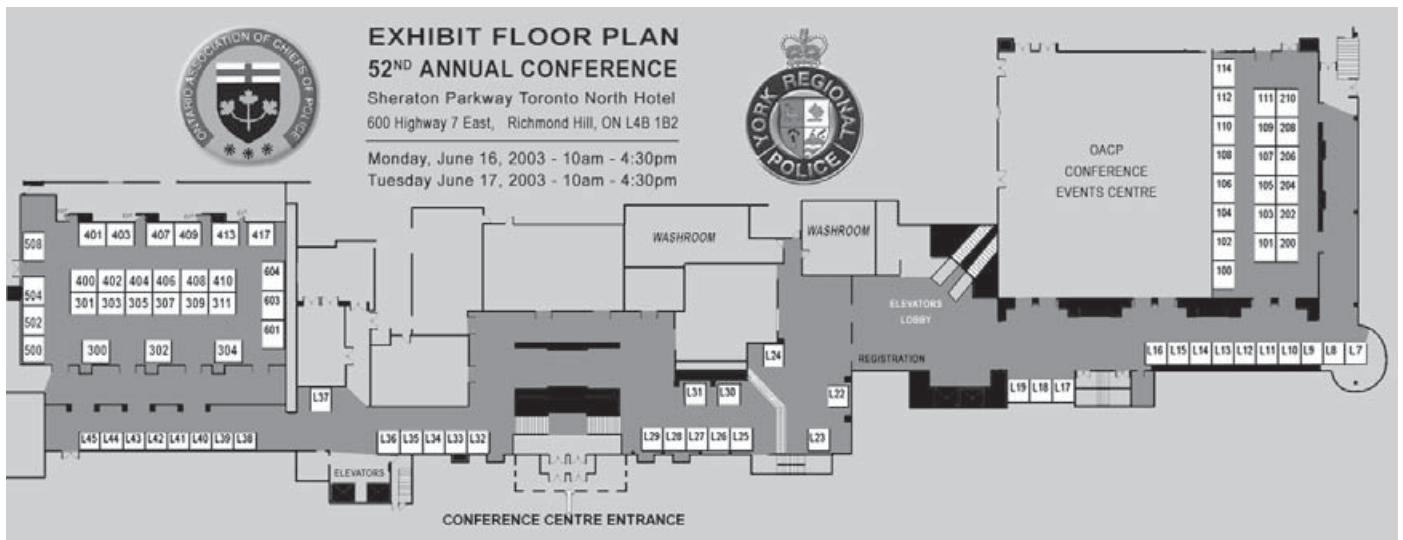 EXHIBIT FLOOR PLAN
52ND ANNUAL CONFERENCE
Sheraton Parkway Toronto North Hotel
600 Highway 7 East, Richmond Hill, ON L4B 1B2
Monday, June 16, 2003 - 10am - 4:30pm
Tuesday June 17, 2003 - 10am - 4:30pm
ONTARIO ASSOCIATION OF CHIEFS OF POLICE
YORK REGIONAL
POLICE
OACP
CONFERENCE
EVENTS CENTRE
114
112
110
108
106
104
102
100
111 210
109 208
107 206
105 204
103 202
101 200
508
504
502
500
401 403 407 409 413 417
400 402 404 406 408 410
301 303 305 307 309 311
604
603
601
300 302 304
WASHROOM
WASHROOM
ELEVATORS
LOBBY
REGISTRATION
L16 L15 L14 L13 L12 L11 L10 L9 L8 L7
L19 L18 L17
L24
L22
L23
L31 L30
L29 L28 L27 L26 L25
L37
L36 L35 L34 L33 L32
L45 L44 L43 L42 L41 L40 L39 L38
ELEVATORS
CONFERENCE CENTRE ENTRANCE